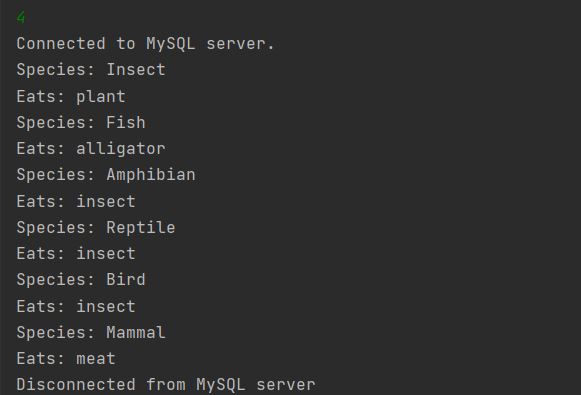 4
Connected to MySQL server.
Species: Insect
Eats: plant
Species: Fish
Eats: alligator
Species: Amphibian
Eats: insect
Species: Reptile
Eats: insect
Species: Bird
Eats: insect
Species: Mammal
Eats: meat
Disconnected from MySQL server